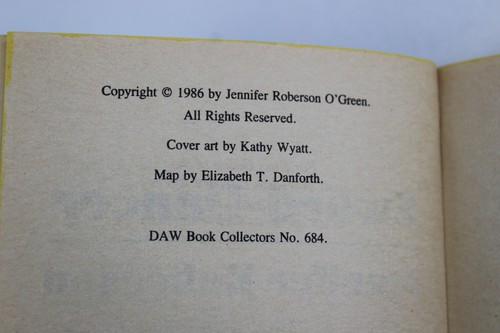 Copyright © 1986 by Jennifer Roberson O'Green.
All Rights Reserved.
Cover art by Kathy Wyatt.
Map by Elizabeth T. Danforth.
DAW Book Collectors No. 684.